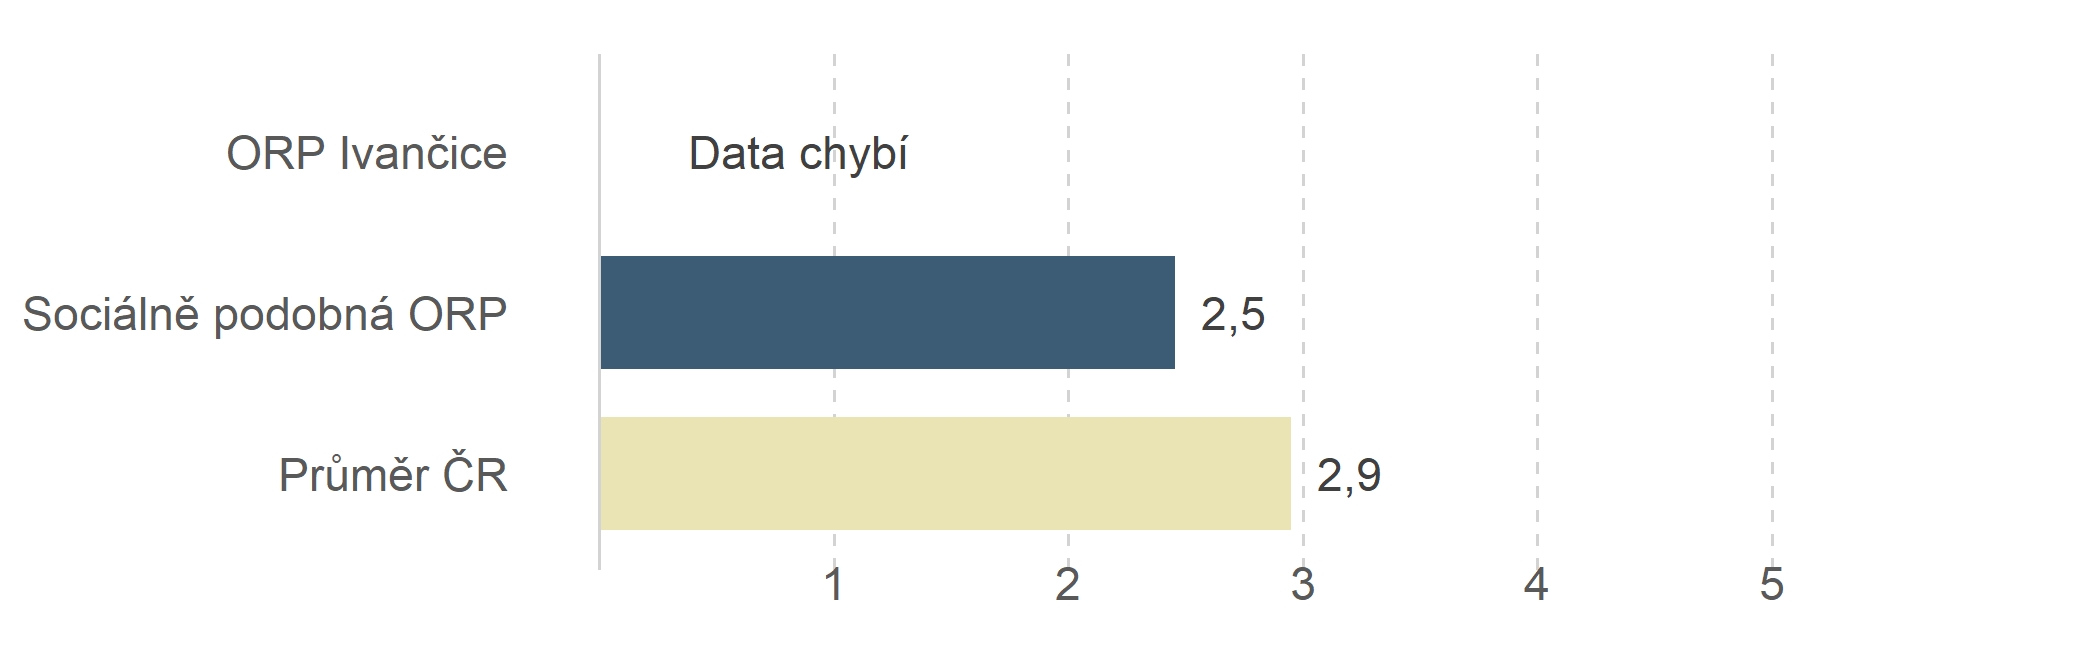 ORP Ivančice Data chybí
Sociálně podobná ORP 2,5
Průměr ČR 2,9
1 2 3 4 5